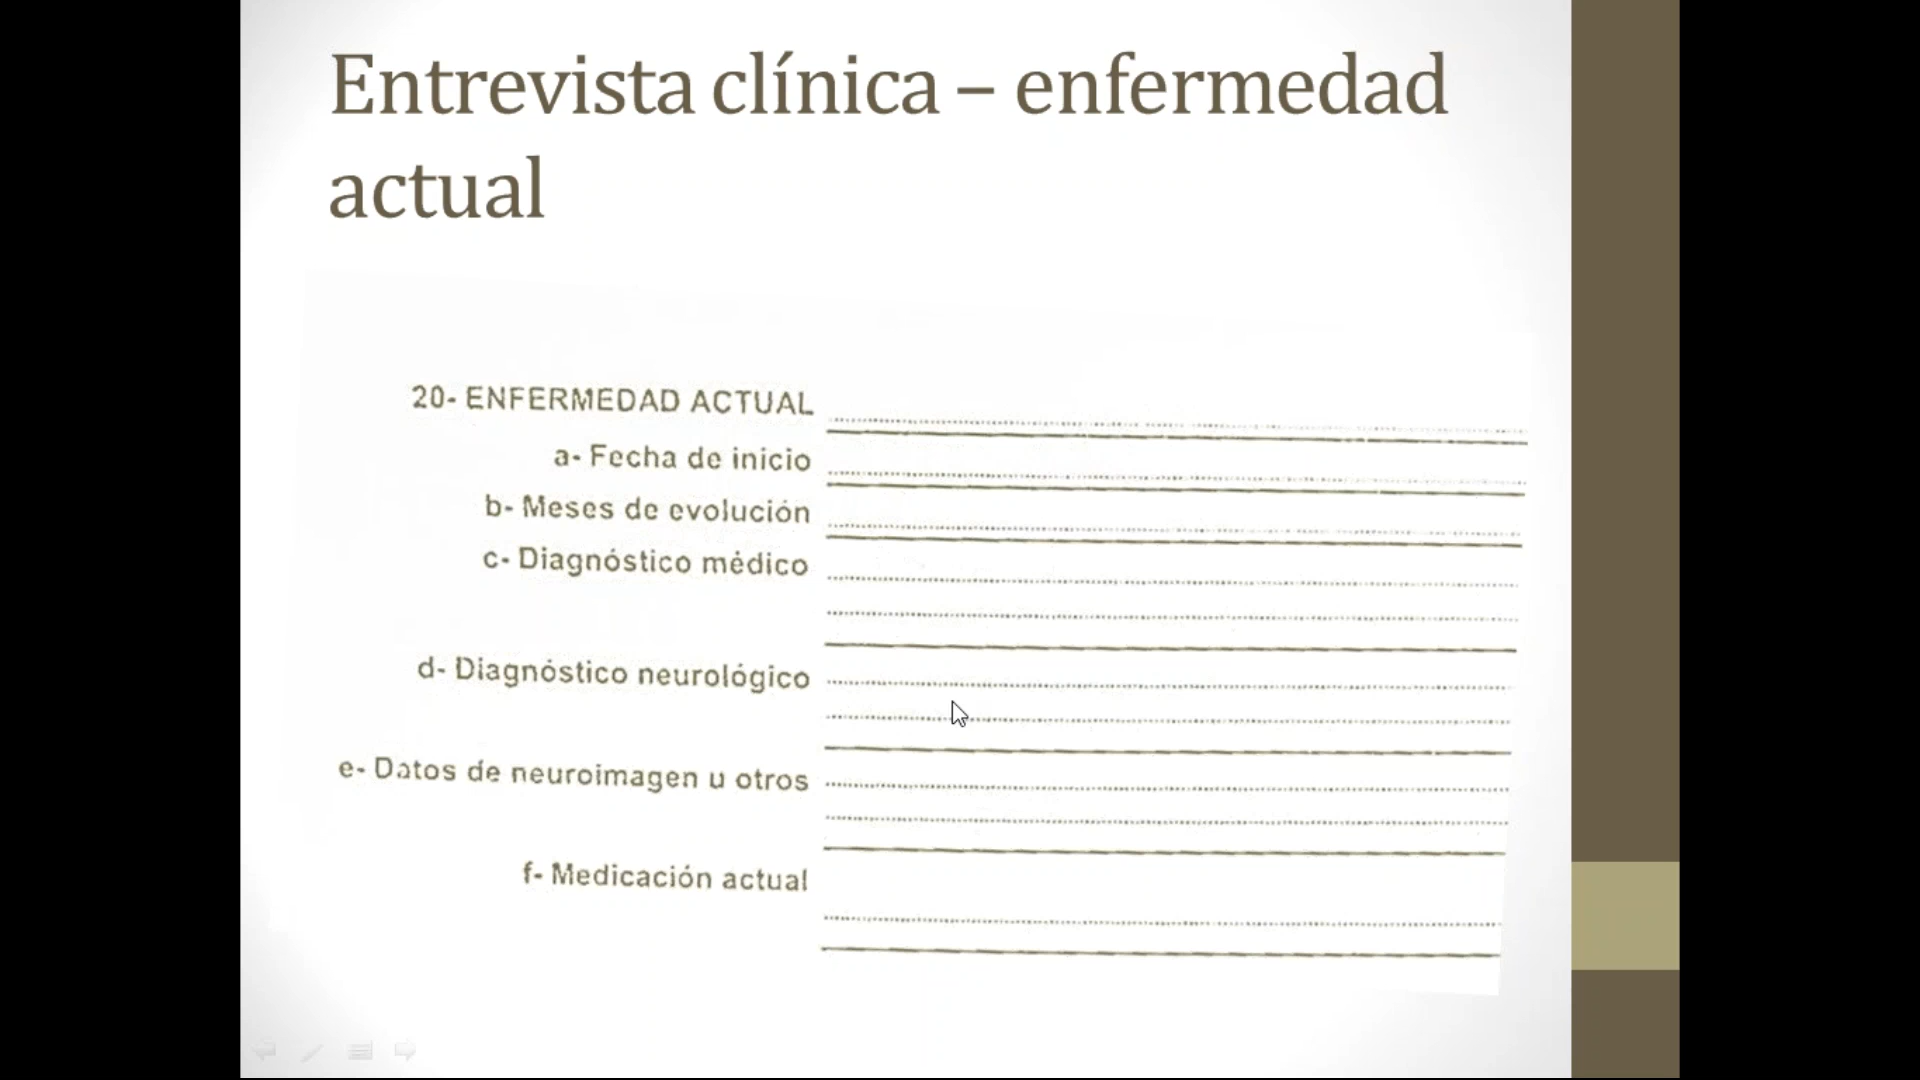 Entrevista clínica – enfermedad
actual
20- ENFERMEDAD ACTUAL
a- Fecha de inicio
b- Meses de evolución
c- Diagnóstico médico
d- Diagnóstico neurológico
e- Datos de neuroimagen u otros
f- Medicación actual